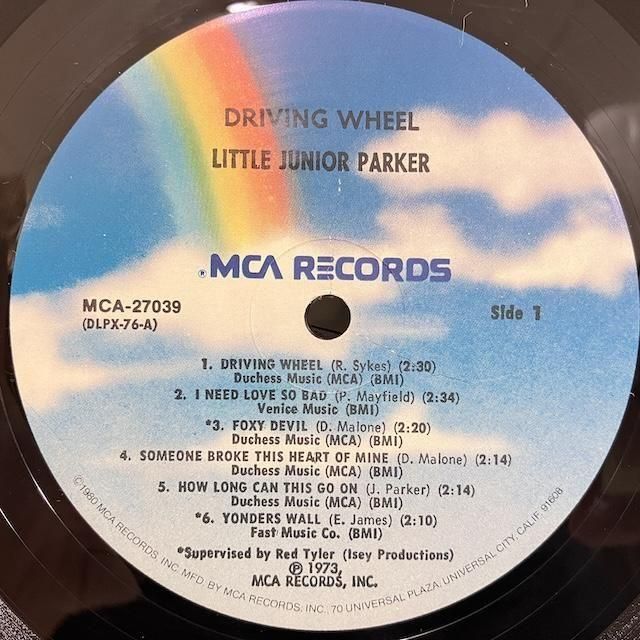 DRIVING WHEEL
LITTLE JUNIOR PARKER
® MCA RECORDS
MCA-27039
(DLPX-76-A)
Side 1
1. DRIVING WHEEL (R. Sykes) (2:30)
Duchess Music (MCA) (BMI)
2. I NEED LOVE SO BAD (P. Mayfield) (2:34)
Venice Music (BMI)
*3. FOXY DEVIL (D. Malone) (2:20)
Duchess Music (MCA) (BMI)
4. SOMEONE BROKE THIS HEART OF MINE (D. Malone) (2:14)
Duchess Music (MCA) (BMI)
5. HOW LONG CAN THIS GO ON (J. Parker) (2:14)
Duchess Music (MCA) (BMI)
*6. YONDERS WALL (E. James) (2:10)
Fast Music Co. (BMI)
*Supervised by Red Tyler (Isey Productions)
℗ 1973,
MCA RECORDS, INC.
©1980 MCA RECORDS, INC. MFD. BY MCA RECORDS, INC., 70 UNIVERSAL PLAZA, UNIVERSAL CITY, CALIF. 91608